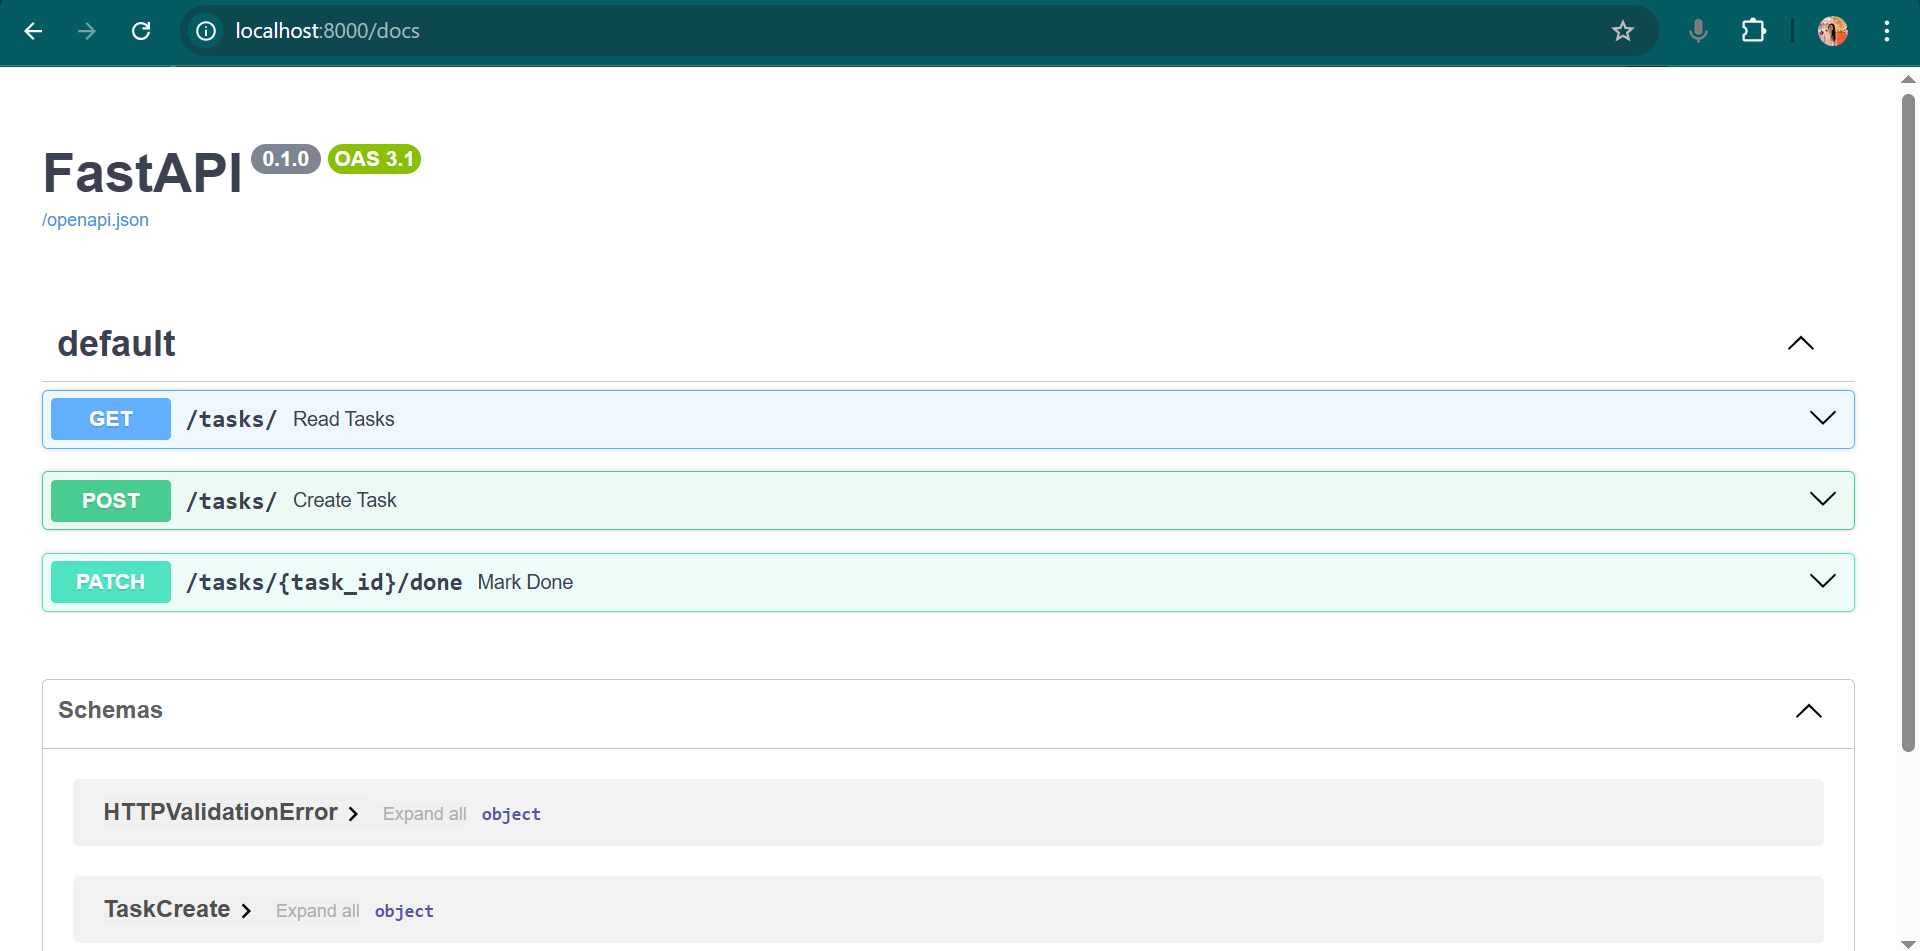 localhost:8000/docs
FastAPI 0.1.0 OAS 3.1
/openapi.json
default
GET /tasks/ Read Tasks
POST /tasks/ Create Task
PATCH /tasks/{task_id}/done Mark Done
Schemas
HTTPValidationError Expand all object
TaskCreate Expand all object